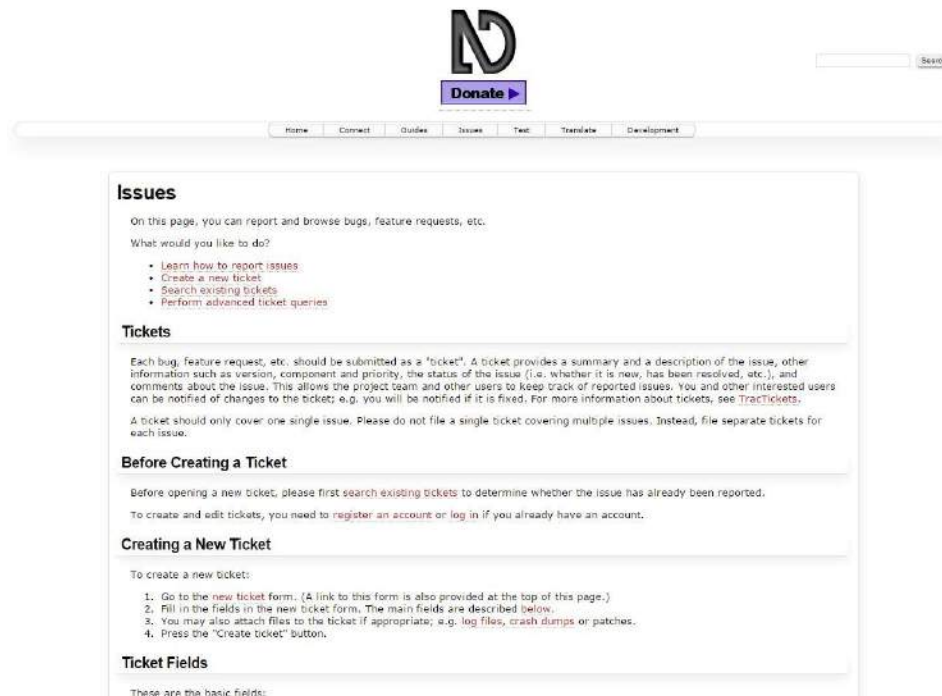 Donate
Home Connect Guides Issues Test Translate Development
Issues
On this page, you can report and browse bugs, feature requests, etc.
What would you like to do?
• Learn how to report issues
• Create a new ticket
• Search existing tickets
• Perform advanced ticket queries
Tickets
Each bug, feature request, etc. should be submitted as a "ticket". A ticket provides a summary and a description of the issue, other
information such as version, component and priority, the status of the issue (i.e. whether it is new, has been resolved, etc.), and
comments about the issue. This allows the project team and other users to keep track of reported issues. You and other interested users
can be notified of changes to the ticket; e.g. you will be notified if it is fixed. For more information about tickets, see TracTickets.
A ticket should only cover one single issue. Please do not file a single ticket covering multiple issues. Instead, file separate tickets for
each issue.
Before Creating a Ticket
Before opening a new ticket, please first search existing tickets to determine whether the issue has already been reported.
To create and edit tickets, you need to register an account or log in if you already have an account.
Creating a New Ticket
To create a new ticket:
1. Go to the new ticket form. (A link to this form is also provided at the top of this page.)
2. Fill in the fields in the new ticket form. The main fields are described below.
3. You may also attach files to the ticket if appropriate; e.g. log files, crash dumps or patches.
4. Press the "Create ticket" button.
Ticket Fields
These are the basic fields: